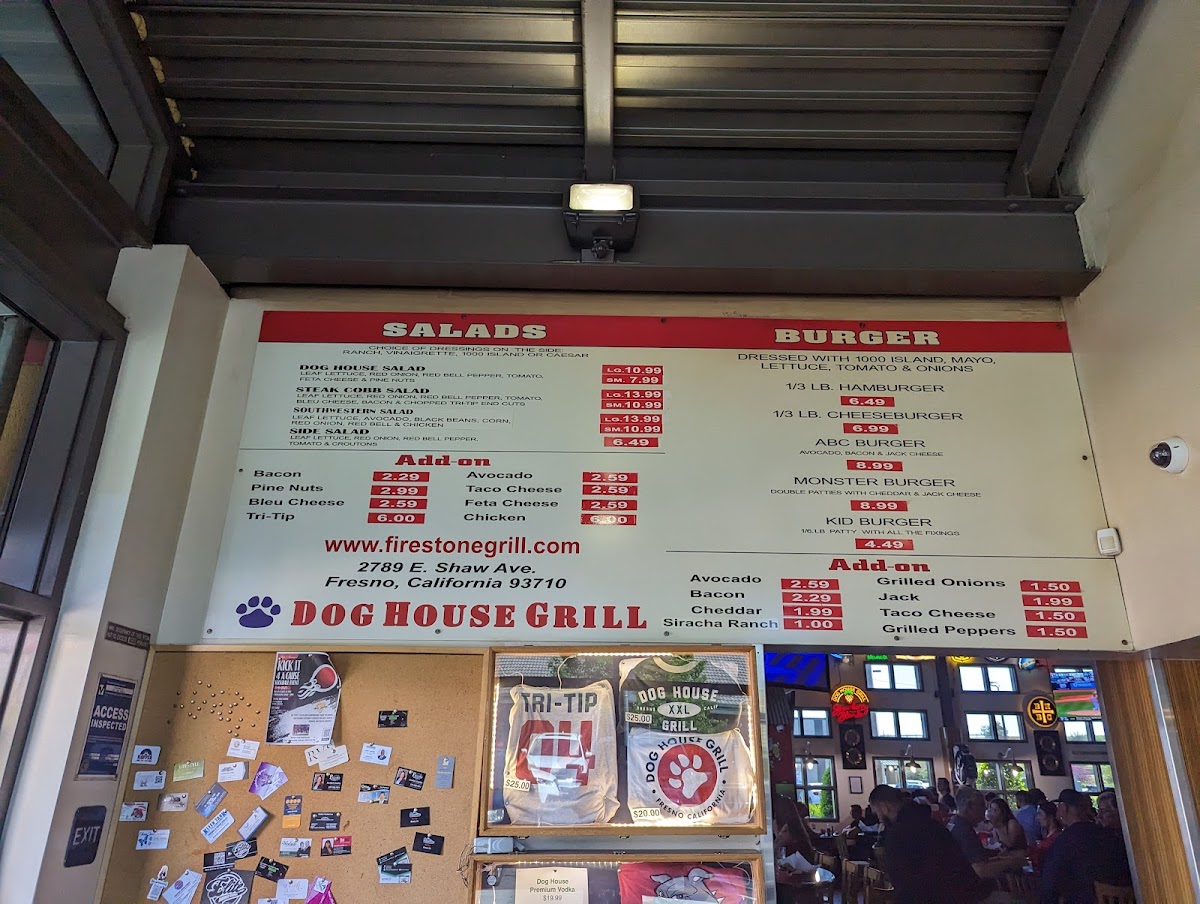 SALADS
CHOICE OF DRESSINGS ON THE SIDE
RANCH, VINAIGRETTE, 1000 ISLAND OR CAESAR
DOG HOUSE SALAD
LEAF LETTUCE, RED ONION, RED BELL PEPPER, TOMATO,
FETA CHEESE & PINE NUTS
LG. 10.99
SM. 7.99
STEAK COBB SALAD
LEAF LETTUCE, RED ONION, RED BELL PEPPER, TOMATO,
BLEU CHEESE, BACON & CHOPPED TRI-TIP END CUTS
LG. 13.99
SM. 10.99
SOUTHWESTERN SALAD
LEAF LETTUCE, AVOCADO, BLACK BEANS, CORN,
RED ONION, RED BELL & CHICKEN
LG. 13.99
SM. 10.99
SIDE SALAD
LEAF LETTUCE, RED ONION, RED BELL PEPPER,
TOMATO & CROUTONS
6.49
Add-on
Bacon 2.29
Pine Nuts 2.99
Bleu Cheese 2.59
Tri-Tip 6.00
Avocado 2.59
Taco Cheese 2.59
Feta Cheese 2.59
Chicken 6.00
www.firestonegrill.com
2789 E. Shaw Ave.
Fresno, California 93710
DOG HOUSE GRILL
BURGER
DRESSED WITH 1000 ISLAND, MAYO,
LETTUCE, TOMATO & ONIONS
1/3 LB. HAMBURGER
6.49
1/3 LB. CHEESEBURGER
6.99
ABC BURGER
AVOCADO, BACON & JACK CHEESE
8.99
MONSTER BURGER
DOUBLE PATTIES WITH CHEDDAR & JACK CHEESE
8.99
KID BURGER
1/6 LB. PATTY WITH ALL THE FIXINGS
4.49
Add-on
Avocado 2.59
Bacon 2.29
Cheddar 1.99
Siracha Ranch 1.00
Grilled Onions 1.50
Jack 1.99
Taco Cheese 1.50
Grilled Peppers 1.50
ACCESS
INSPECTED
EXIT
KICK IT
4 A CAUSE
Elite
TRI-TIP
$25.00
DOG HOUSE
FRESNO XXL CALIF
GRILL
$25.00
DOG HOUSE GRILL
FRESNO CALIFORNIA
$20.00
Dog House
Premium Vodka
$19.99